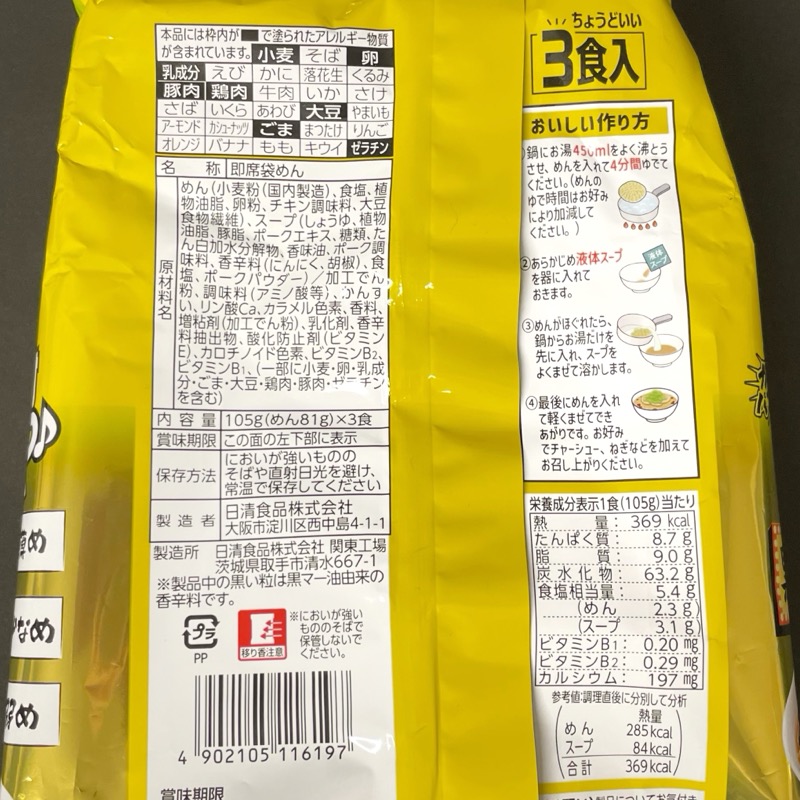 本品には枠内が■で塗られたアレルギー物質
が含まれています。 小麦 そば 卵
乳成分 えび かに 落花生 くるみ
豚肉 鶏肉 牛肉 いか さけ
さば いくら あわび 大豆 やまいも
アーモンド カシューナッツ ごま まつたけ りんご
オレンジ バナナ もも キウイ ゼラチン
名 称 即席袋めん
原材料名
めん(小麦粉(国内製造)、食塩、植
物油脂、卵粉、チキン調味料、大豆
食物繊維)、スープ(しょうゆ、植物
油脂、豚脂、ポークエキス、糖類、た
ん白加水分解物、香味油、ポーク調
味料、香辛料(にんにく、胡椒)、食
塩、ポークパウダー)/加工でん
粉、調味料(アミノ酸等)、かんす
い、リン酸Ca、カラメル色素、香料、
増粘剤(加工でん粉)、乳化剤、香辛
料抽出物、酸化防止剤(ビタミン
E)、カロチノイド色素、ビタミンB₂、
ビタミンB₁、(一部に小麦・卵・乳成
分・ごま・大豆・鶏肉・豚肉・ゼラチン
を含む)
内 容 量 105g(めん81g)×3食
賞味期限 この面の左下部に表示
保存方法 においが強いものの
そばや直射日光を避け、
常温で保存してください
製 造 者 日清食品株式会社
大阪市淀川区西中島4-1-1
製造所 日清食品株式会社 関東工場
茨城県取手市清水667-1
※製品中の黒い粒は黒マー油由来の
香辛料です。
プラ
PP
移り香注意
※においが強い
もののそばで
保管しないで
ください。
4 902105 116197
賞味期限
ちょうどいい
3食入
おいしい作り方
①鍋にお湯450mlをよく沸とう
させ、めんを入れて4分間ゆでて
ください。(めんの
ゆで時間はお好み
により加減して
ください。)
②あらかじめ液体スープ
を器に入れて
おきます。
液体
スープ
③めんがほぐれたら、
鍋からお湯だけを
先に入れ、スープを
よくまぜて溶かします。
④最後にめんを入れ
て軽くまぜてでき
あがりです。お好み
でチャーシュー、ねぎなどを加えて
お召し上がりください。
栄養成分表示1食(105g)当たり
熱 量: 369 kcal
たんぱく質: 8.7 g
脂 質: 9.0 g
炭水化物: 63.2 g
食塩相当量: 5.4 g
(めん 2.3 g)
(スープ 3.1 g)
ビタミンB₁: 0.20 mg
ビタミンB₂: 0.29 mg
カルシウム: 197 mg
参考値:調理直後に分別して分析
熱量
めん 285kcal
スープ 84kcal
合計 369kcal